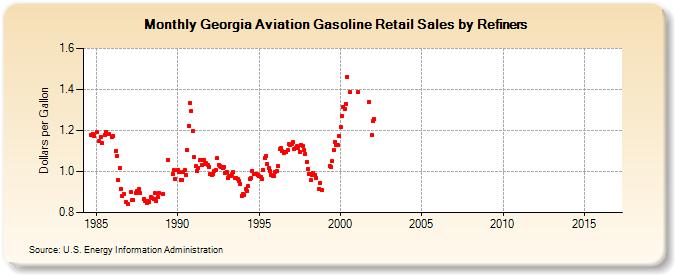 Monthly Georgia Aviation Gasoline Retail Sales by Refiners
Dollars per Gallon
1.6
1.4
1.2
1.0
0.8
1985 1990 1995 2000 2005 2010 2015
Source: U.S. Energy Information Administration